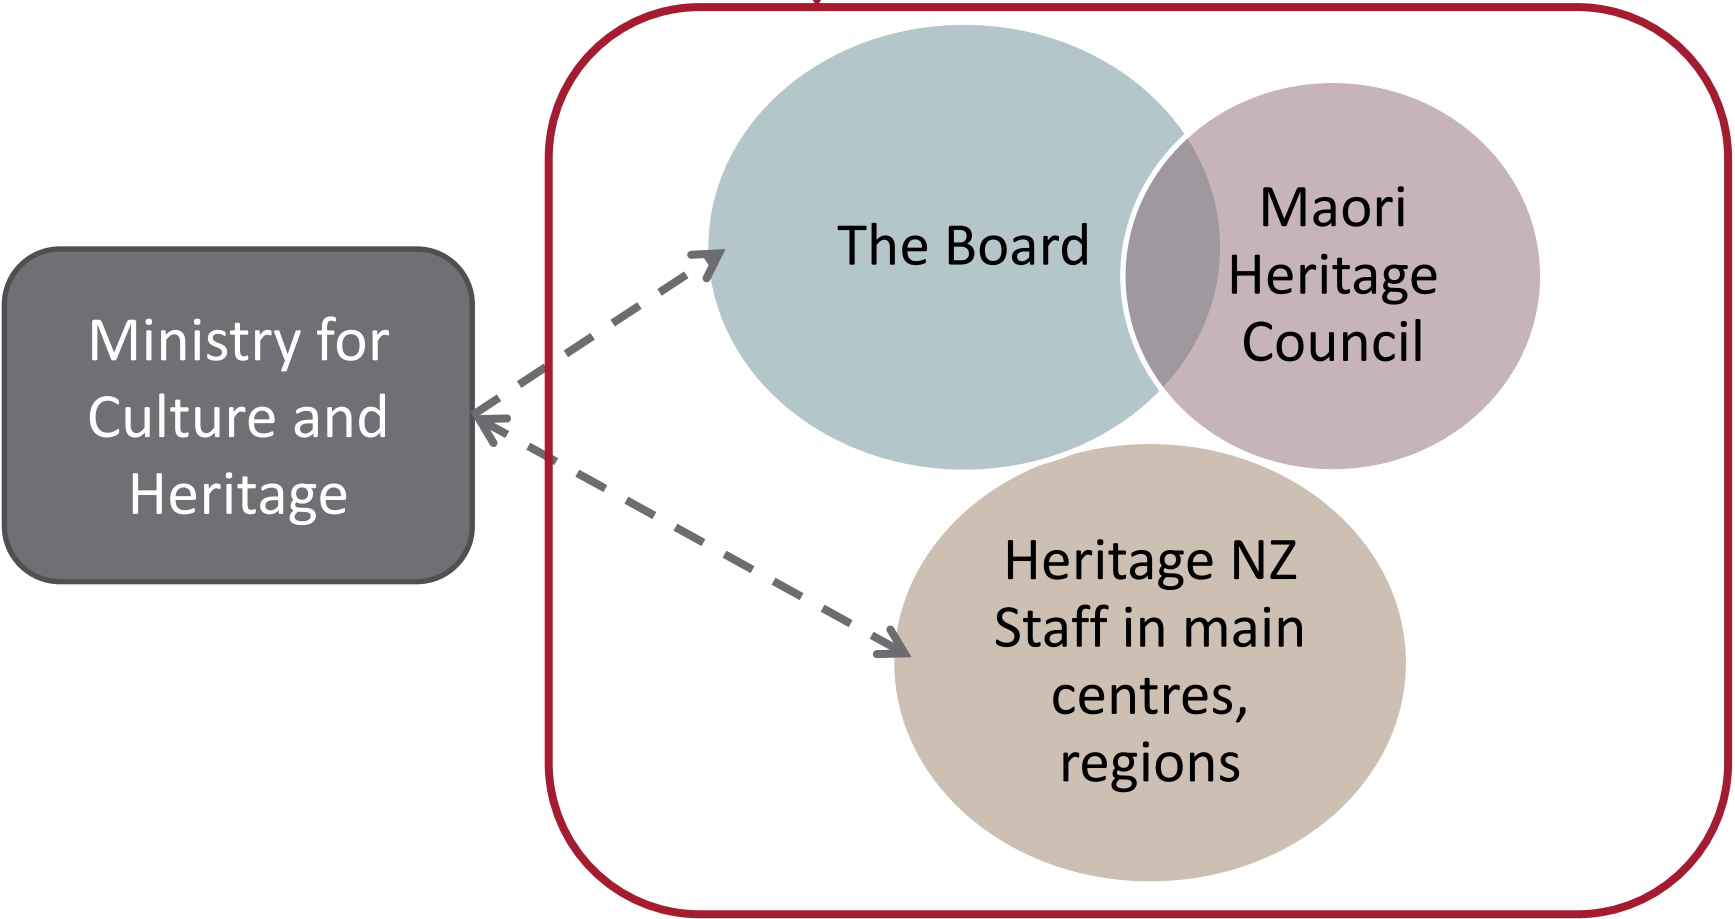 Ministry for
Culture and
Heritage
The Board
Maori
Heritage
Council
Heritage NZ
Staff in main
centres,
regions